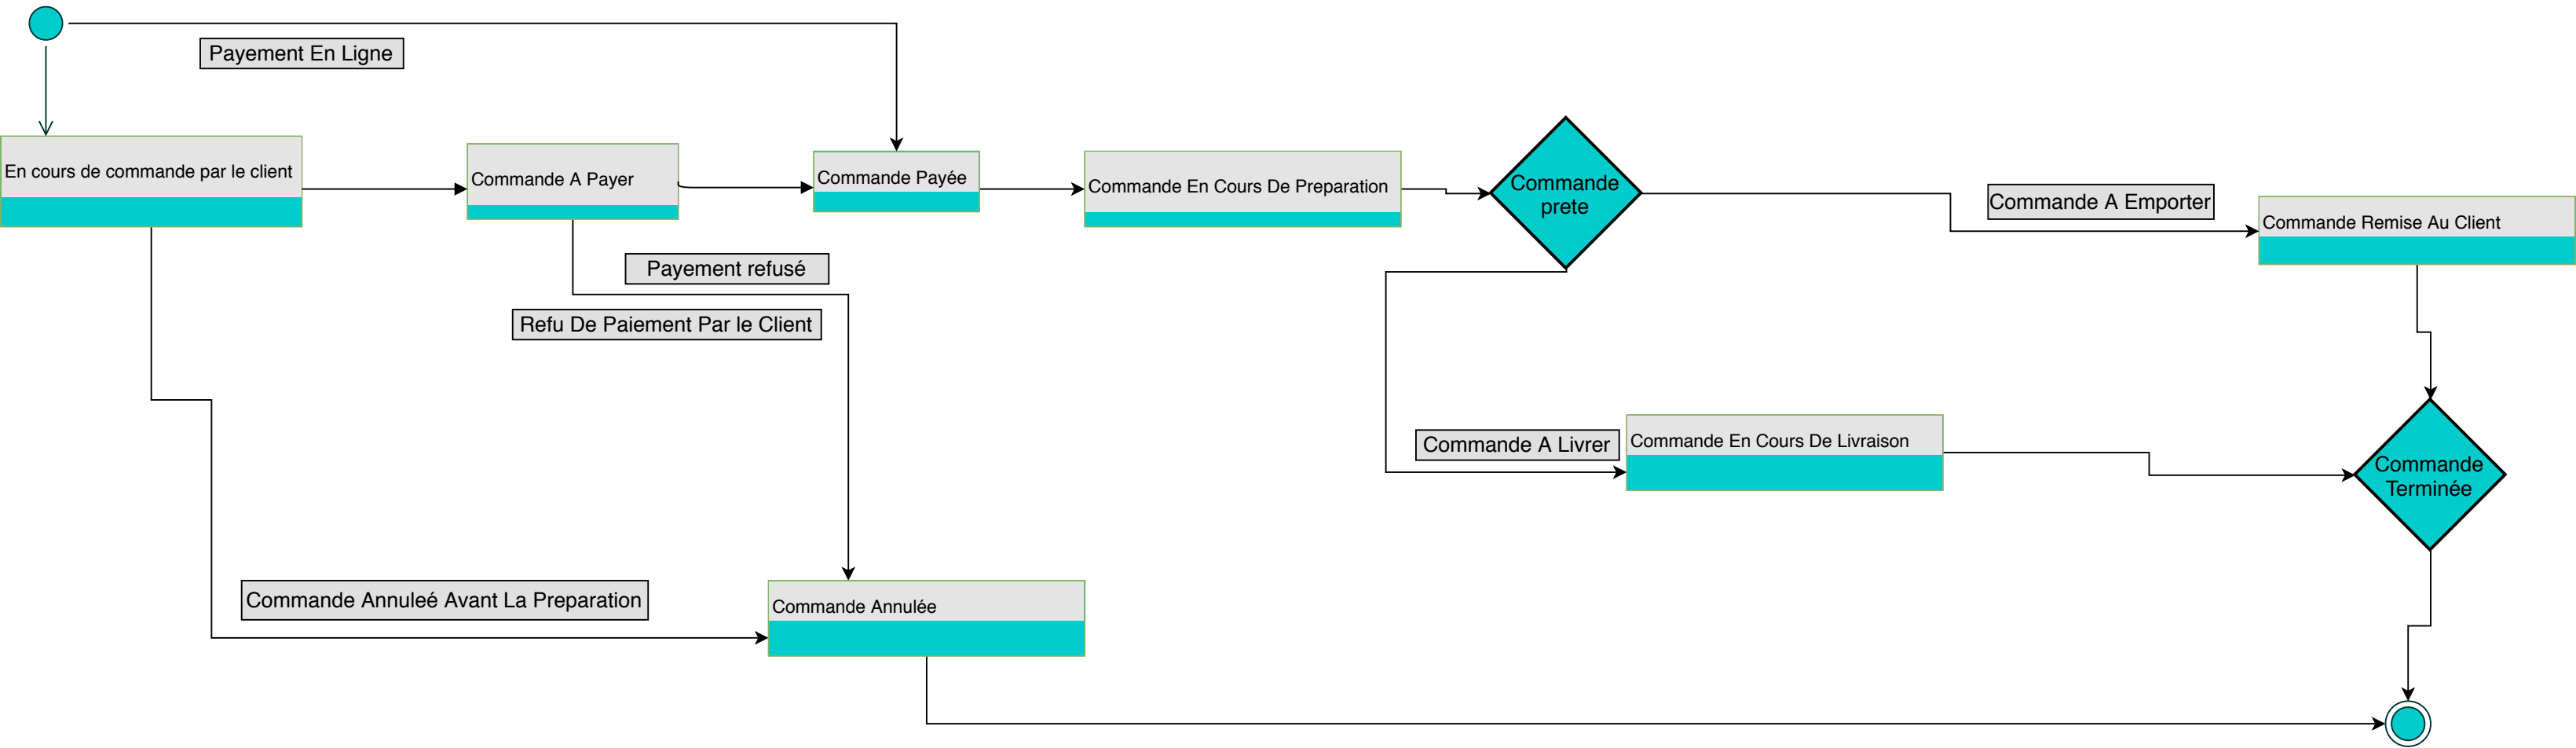 Payement En Ligne
En cours de commande par le client
Commande A Payer
Commande Payée
Commande En Cours De Preparation
Commande
prete
Commande A Emporter
Commande Remise Au Client
Payement refusé
Refu De Paiement Par le Client
Commande A Livrer
Commande En Cours De Livraison
Commande
Terminée
Commande Annuleé Avant La Preparation
Commande Annulée